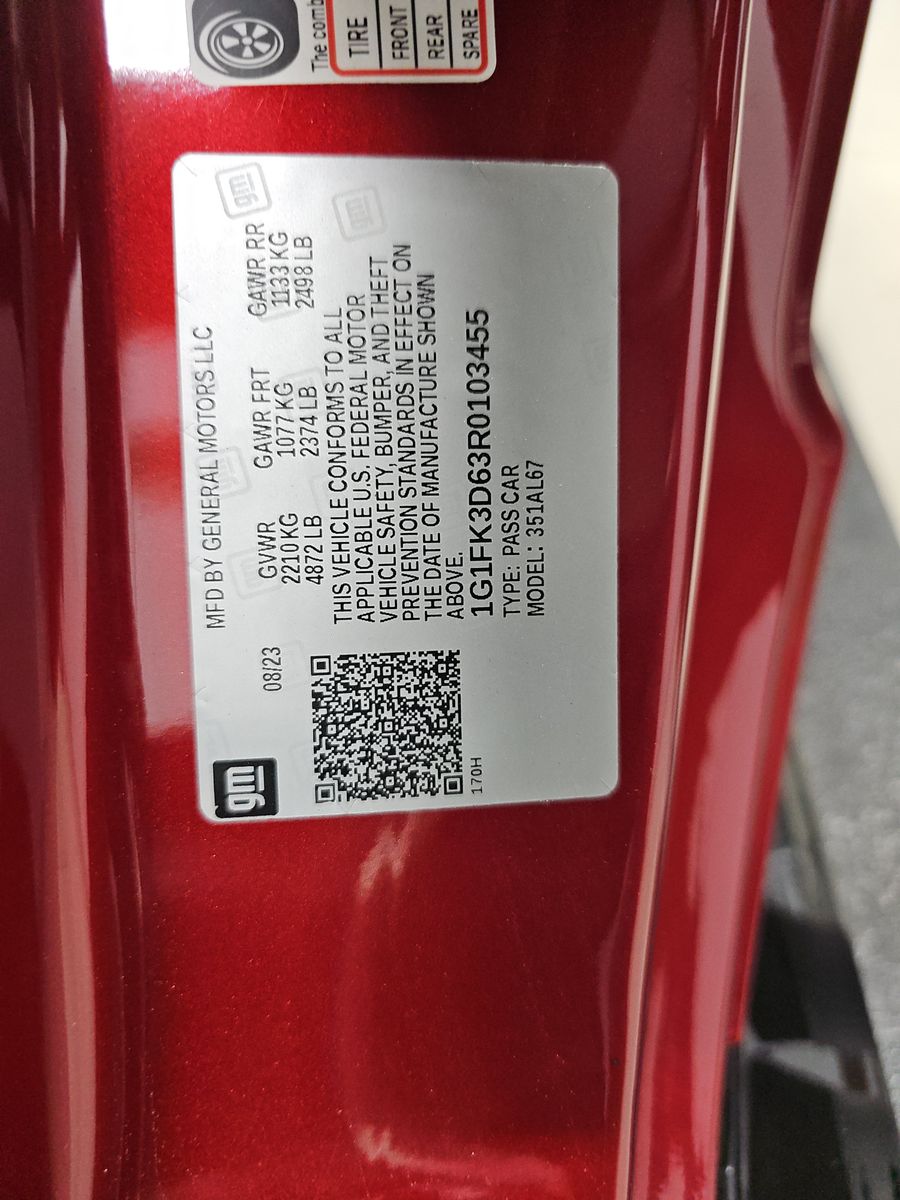 gm
MFD BY GENERAL MOTORS LLC
08/23
GVWR
2210 KG
4872 LB
GAWR FRT
1077 KG
2374 LB
GAWR RR
1133 KG
2498 LB
THIS VEHICLE CONFORMS TO ALL
APPLICABLE U.S. FEDERAL MOTOR
VEHICLE SAFETY, BUMPER, AND THEFT
PREVENTION STANDARDS IN EFFECT ON
THE DATE OF MANUFACTURE SHOWN
ABOVE.
1G1FK3D63R0103455
TYPE: PASS CAR
MODEL: 351AL67
170H
gm
gm
The comb
TIRE
FRONT
REAR
SPARE